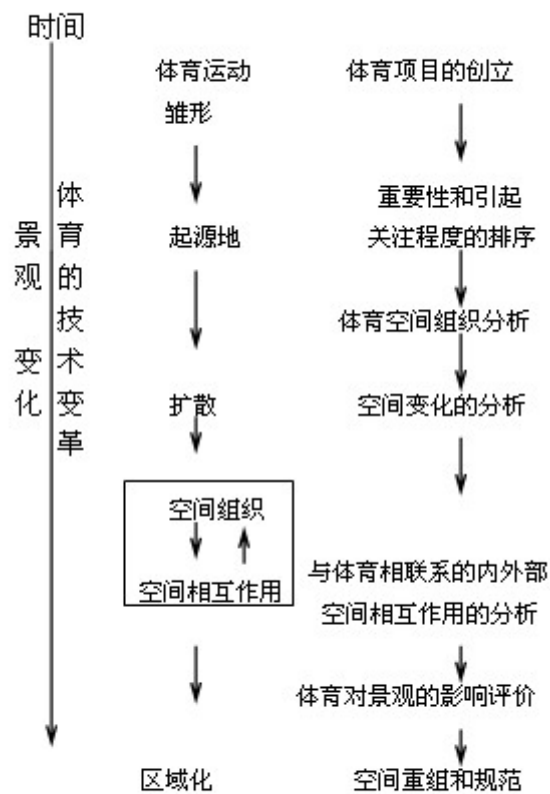 时间
体育的技术变革
景观 变化
体育运动
雏形
起源地
扩散
空间组织
空间相互作用
区域化
体育项目的创立
重要性和引起
关注程度的排序
体育空间组织分析
空间变化的分析
与体育相联系的内外部
空间相互作用的分析
体育对景观的影响评价
空间重组和规范